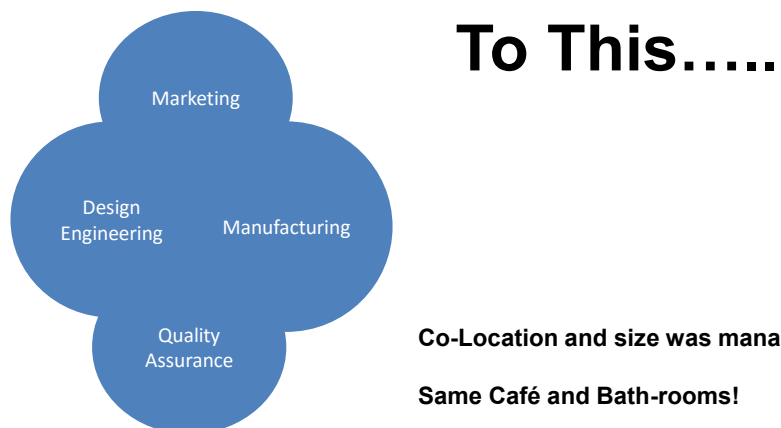 To This…..
Marketing
Design
Engineering
Manufacturing
Quality
Assurance
Co-Location and size was mana
Same Café and Bath-rooms!